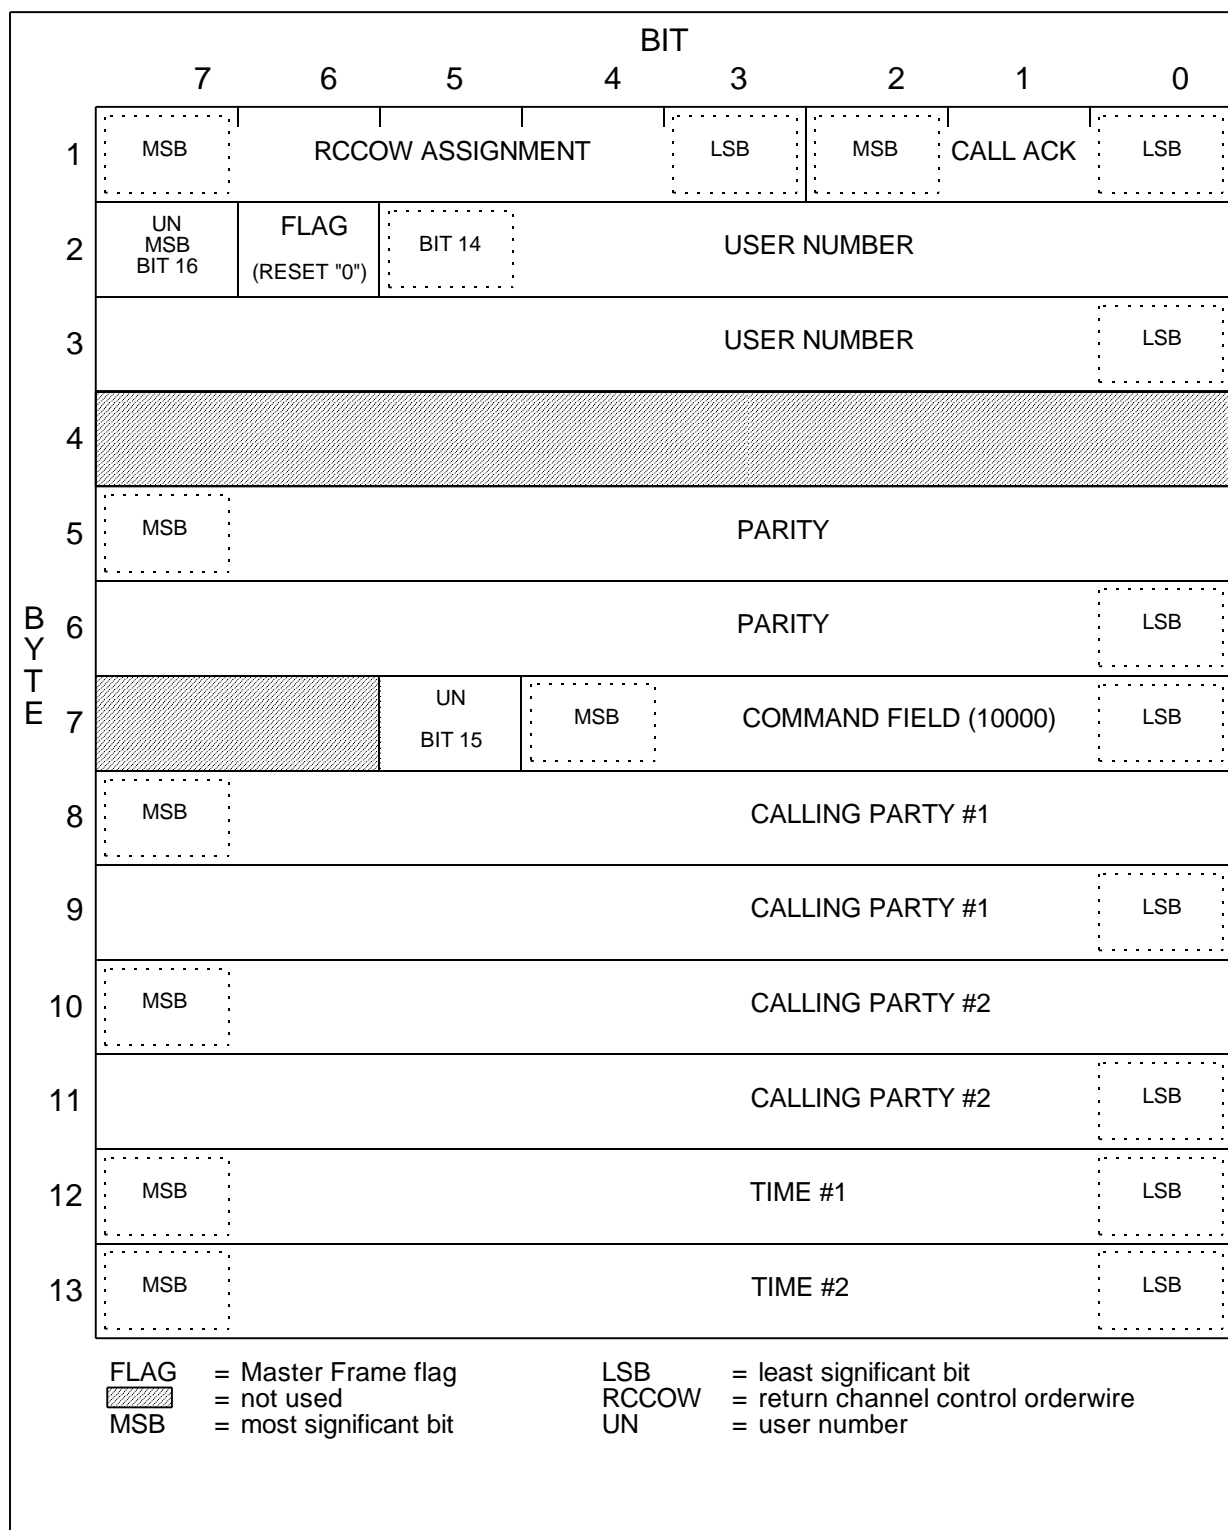 BIT
7 6 5 4 3 2 1 0
1 MSB RCCOW ASSIGNMENT LSB MSB CALL ACK LSB
2 UN MSB BIT 16 FLAG (RESET "0") BIT 14 USER NUMBER
3 USER NUMBER LSB
4
5 MSB PARITY
BYTE
6 PARITY LSB
7 UN BIT 15 MSB COMMAND FIELD (10000) LSB
8 MSB CALLING PARTY #1
9 CALLING PARTY #1 LSB
10 MSB CALLING PARTY #2
11 CALLING PARTY #2 LSB
12 MSB TIME #1 LSB
13 MSB TIME #2 LSB
FLAG = Master Frame flag LSB = least significant bit
= not used RCCOW = return channel control orderwire
MSB = most significant bit UN = user number